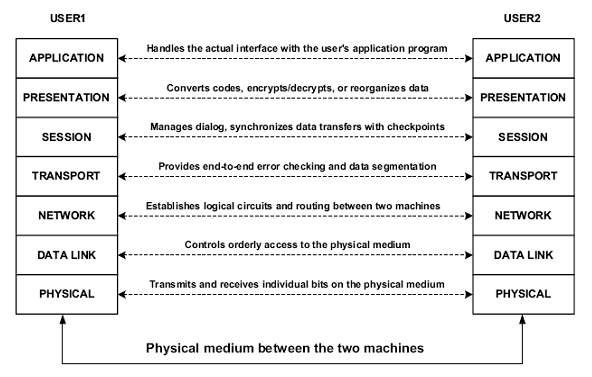 USER1 USER2
APPLICATION Handles the actual interface with the user's application program APPLICATION
PRESENTATION Converts codes, encrypts/decrypts, or reorganizes data PRESENTATION
SESSION Manages dialog, synchronizes data transfers with checkpoints SESSION
TRANSPORT Provides end-to-end error checking and data segmentation TRANSPORT
NETWORK Establishes logical circuits and routing between two machines NETWORK
DATA LINK Controls orderly access to the physical medium DATA LINK
PHYSICAL Transmits and receives individual bits on the physical medium PHYSICAL
Physical medium between the two machines